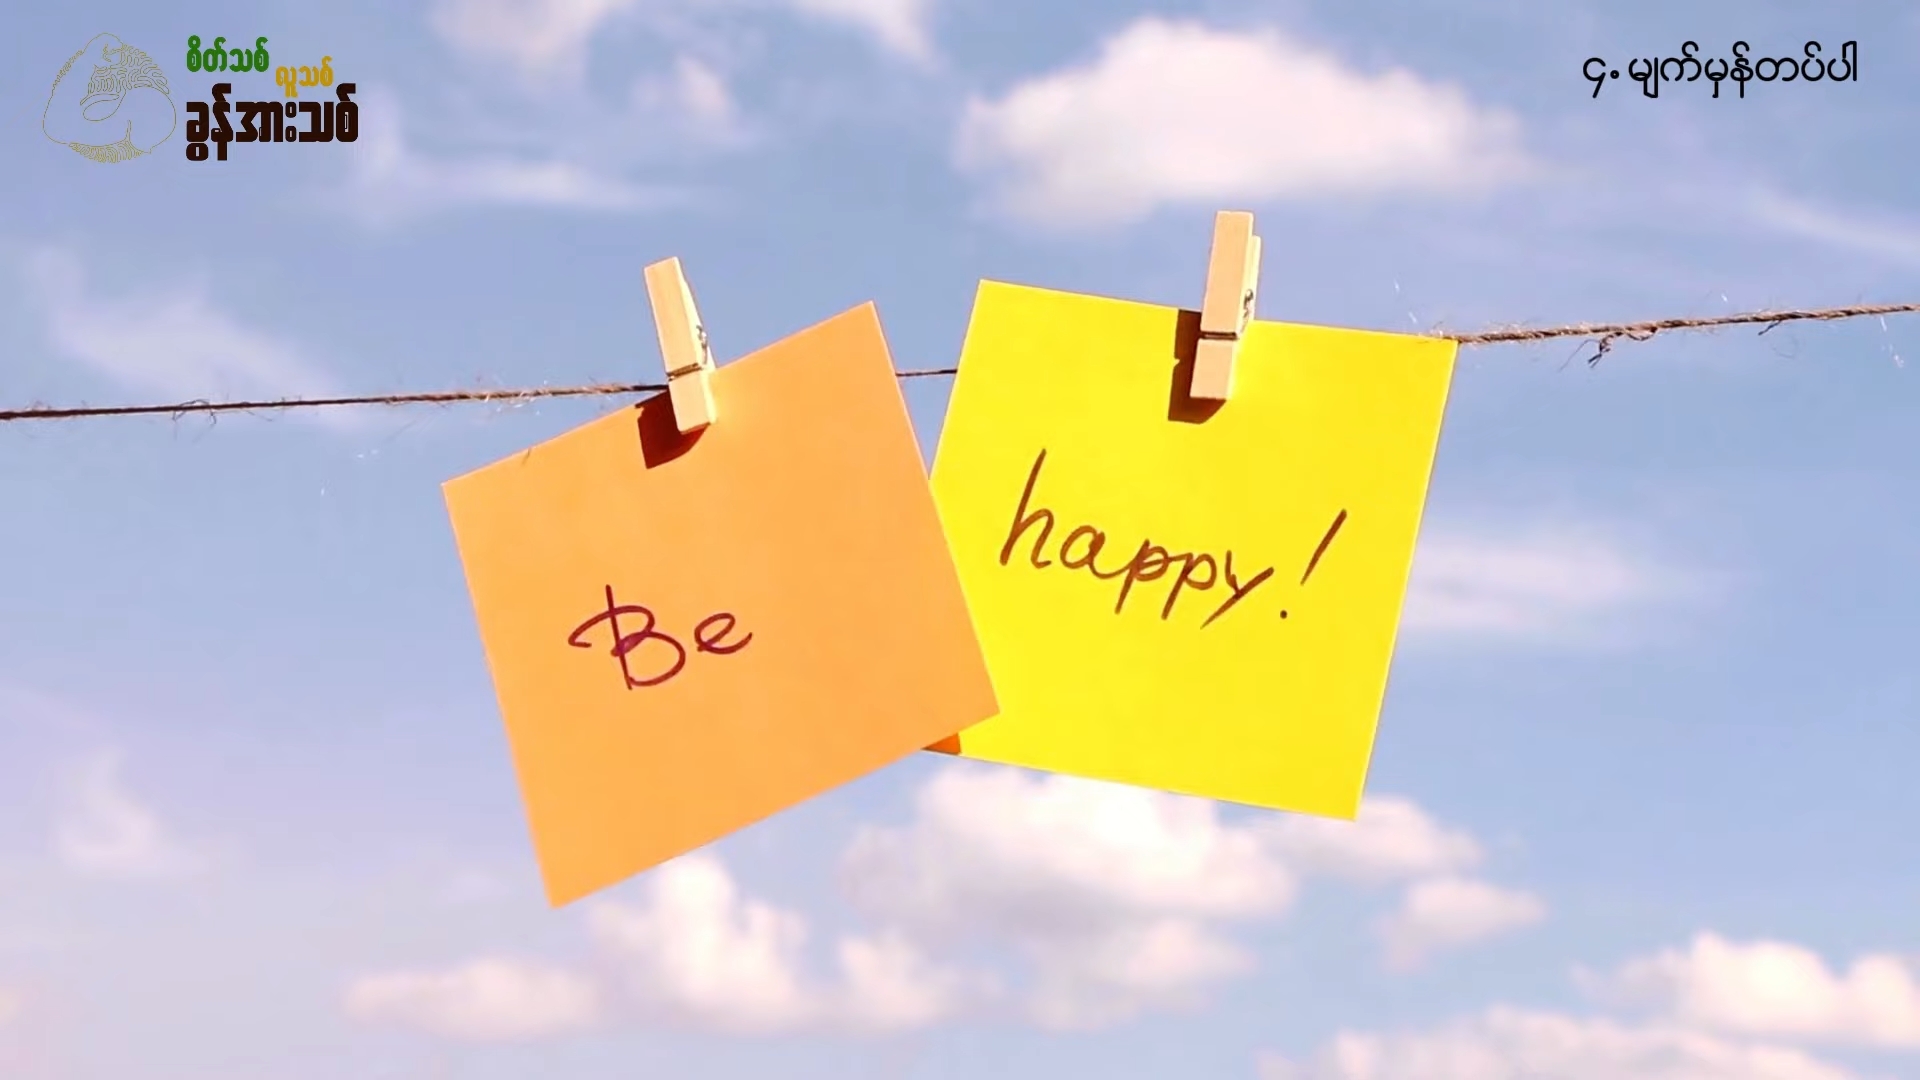 စိတ်သစ်
လူသစ်
ခွန်အားသစ်
၄. မျက်မှန်တပ်ပါ
Be
happy!